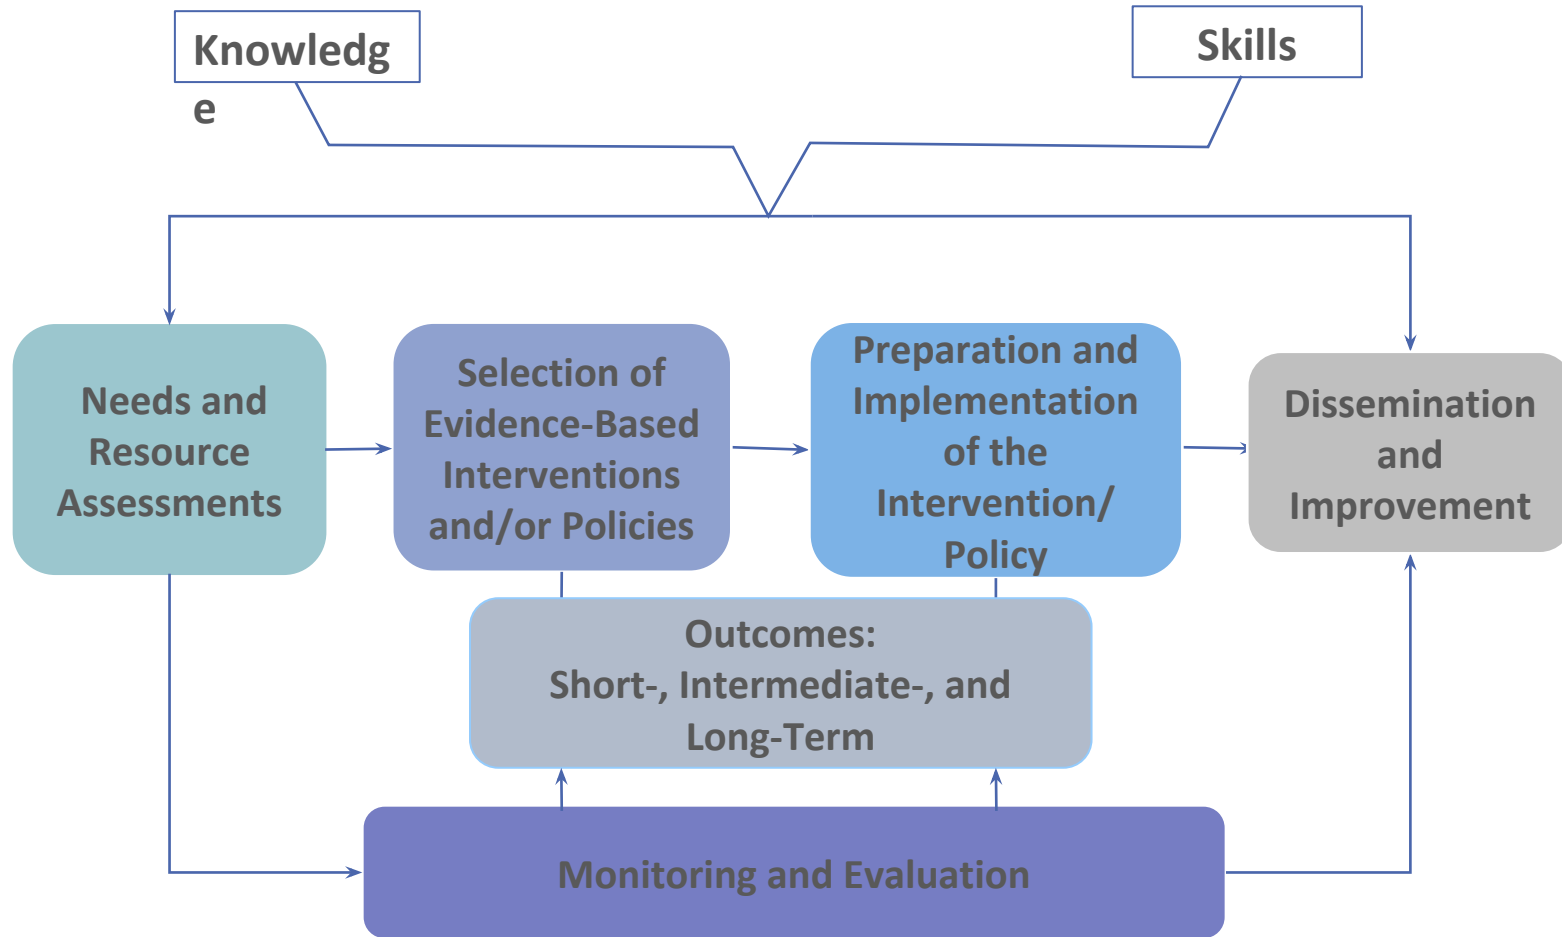 Knowledg
e
Skills
Needs and
Resource
Assessments
Selection of
Evidence-Based
Interventions
and/or Policies
Preparation and
Implementation
of the
Intervention/
Policy
Dissemination
and
Improvement
Outcomes:
Short-, Intermediate-, and
Long-Term
Monitoring and Evaluation